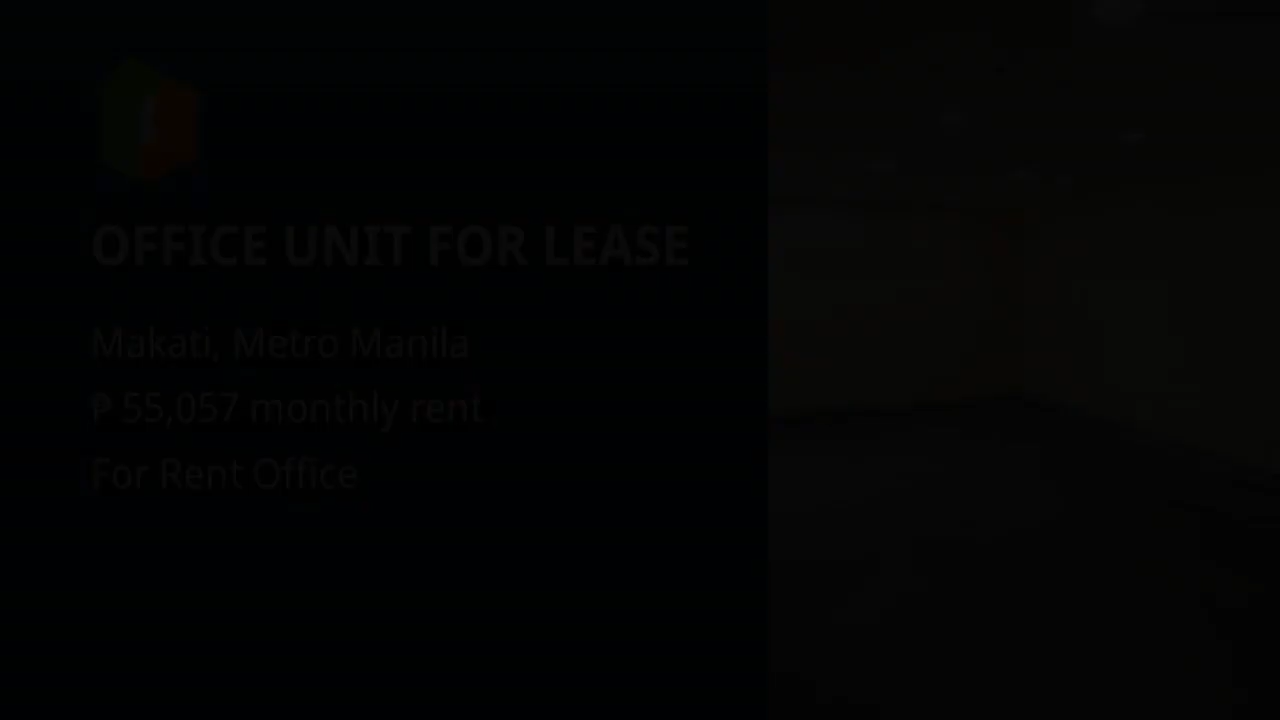 OFFICE UNIT FOR LEASE
Makati, Metro Manila
₱ 55,057 monthly rent
For Rent Office